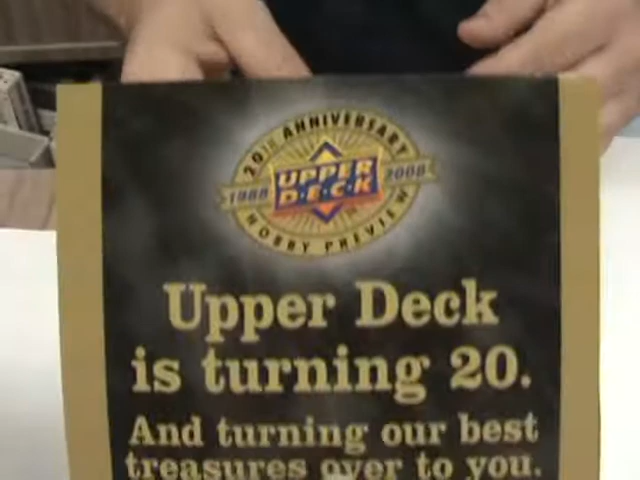 20TH ANNIVERSARY
1988 UPPER DECK 2008
HOBBY PREVIEW
Upper Deck
is turning 20.
And turning our best
treasures over to you.